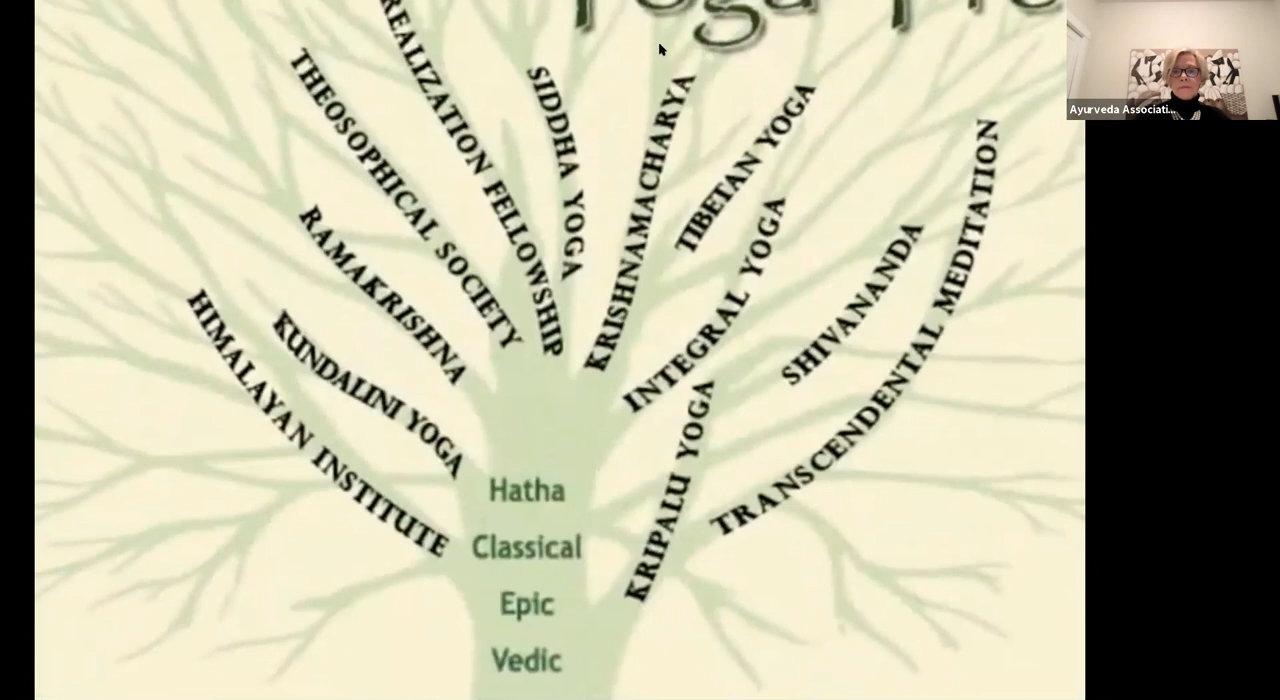 Yoga
REALIZATION FELLOWSHIP
THEOSOPHICAL SOCIETY
SIDDHA YOGA
KRISHNAMACHARYA
TIBETAN YOGA
TRANSCENDENTAL MEDITATION
RAMAKRISHNA
INTEGRAL YOGA
SHIVANANDA
HIMALAYAN INSTITUTE
KUNDALINI YOGA
KRIPALU YOGA
Hatha
Classical
Epic
Vedic
Ayurveda Associati...